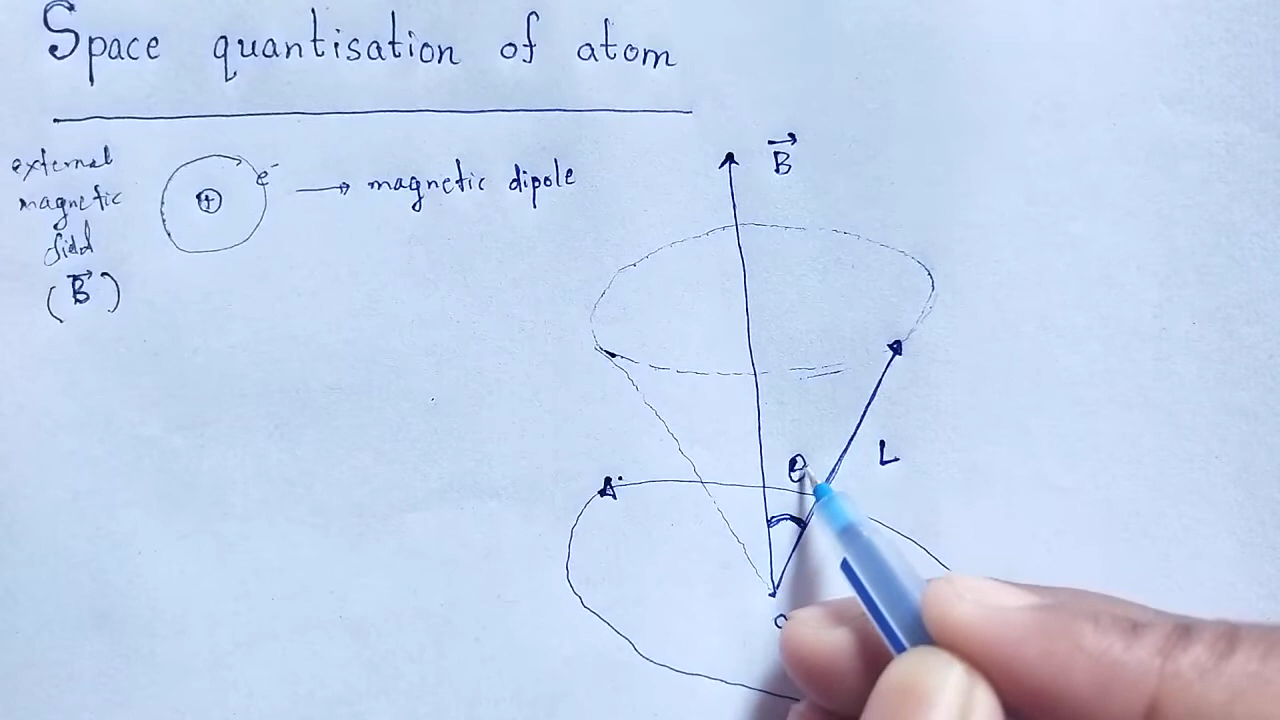 Space quantisation of atom
external
magnetic
field
(B⃗)
+
e⁻
→ magnetic dipole
B⃗
θ
L